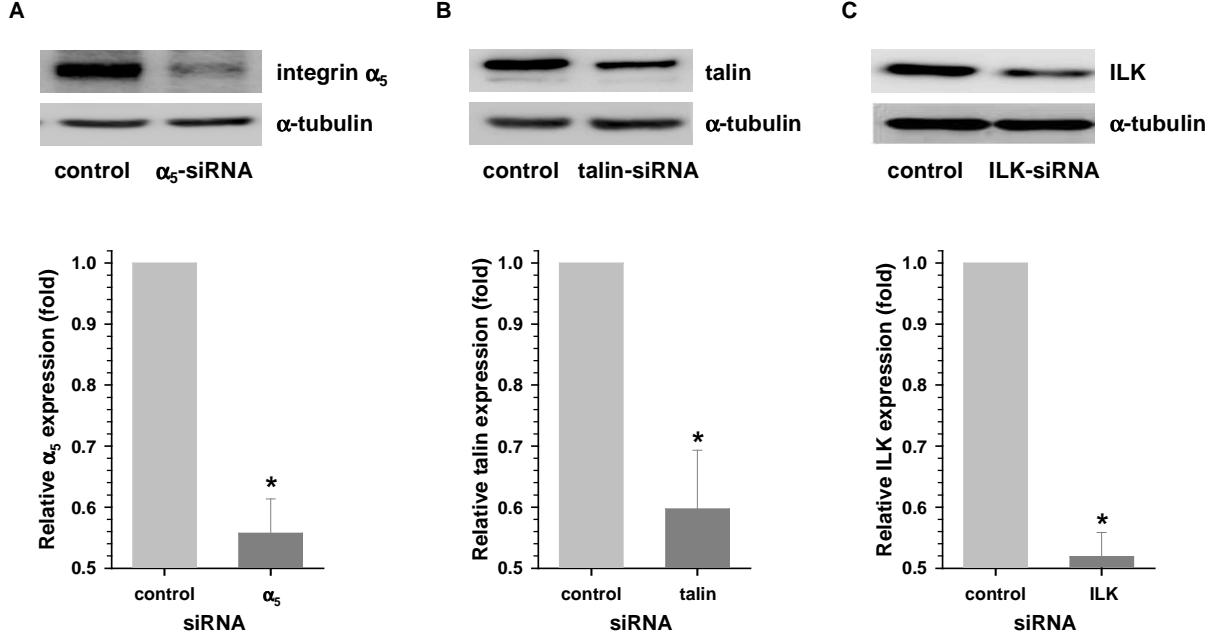 A
integrin α5
α-tubulin
control α5-siRNA
Relative α5 expression (fold)
1.0
0.9
0.8
0.7
0.6
0.5
*
control α5
siRNA
B
talin
α-tubulin
control talin-siRNA
Relative talin expression (fold)
1.0
0.9
0.8
0.7
0.6
0.5
*
control talin
siRNA
C
ILK
α-tubulin
control ILK-siRNA
Relative ILK expression (fold)
1.0
0.9
0.8
0.7
0.6
0.5
*
control ILK
siRNA